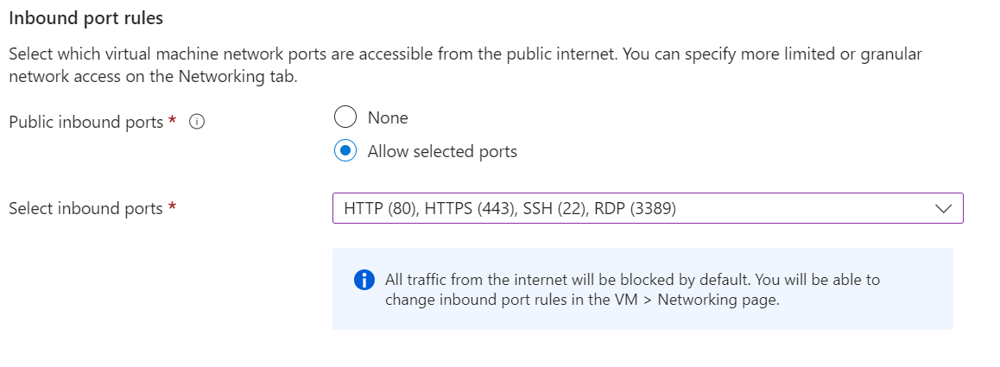 Inbound port rules
Select which virtual machine network ports are accessible from the public internet. You can specify more limited or granular
network access on the Networking tab.
Public inbound ports *
None
Allow selected ports
Select inbound ports *
HTTP (80), HTTPS (443), SSH (22), RDP (3389)
All traffic from the internet will be blocked by default. You will be able to
change inbound port rules in the VM > Networking page.